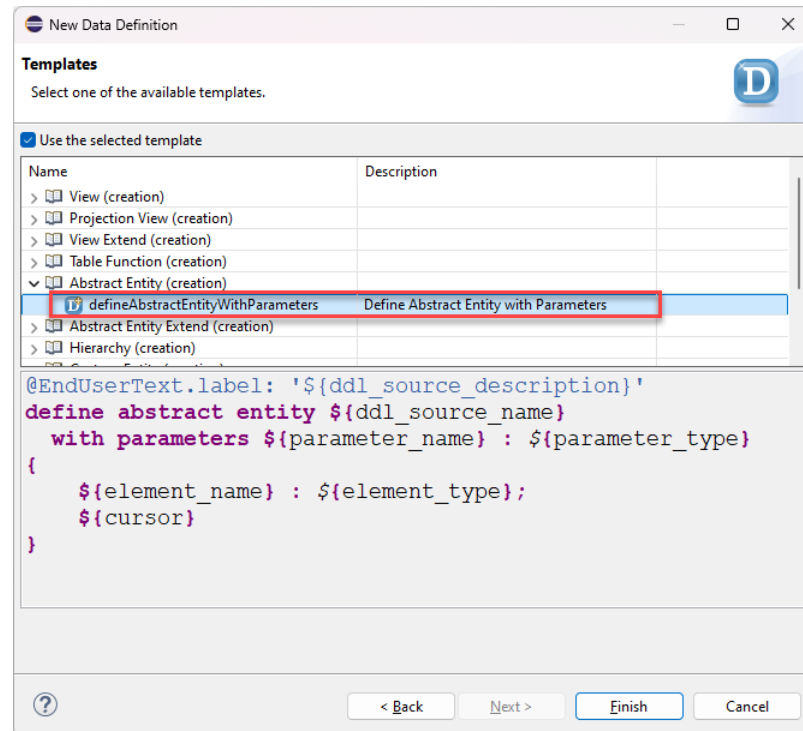 New Data Definition
Templates
Select one of the available templates.
D
Use the selected template
Name Description
View (creation)
Projection View (creation)
View Extend (creation)
Table Function (creation)
Abstract Entity (creation)
defineAbstractEntityWithParameters Define Abstract Entity with Parameters
Abstract Entity Extend (creation)
Hierarchy (creation)
@EndUserText.label: '${ddl_source_description}'
define abstract entity ${ddl_source_name}
with parameters ${parameter_name} : ${parameter_type}
{
${element_name} : ${element_type};
${cursor}
}
? < Back Next > Finish Cancel